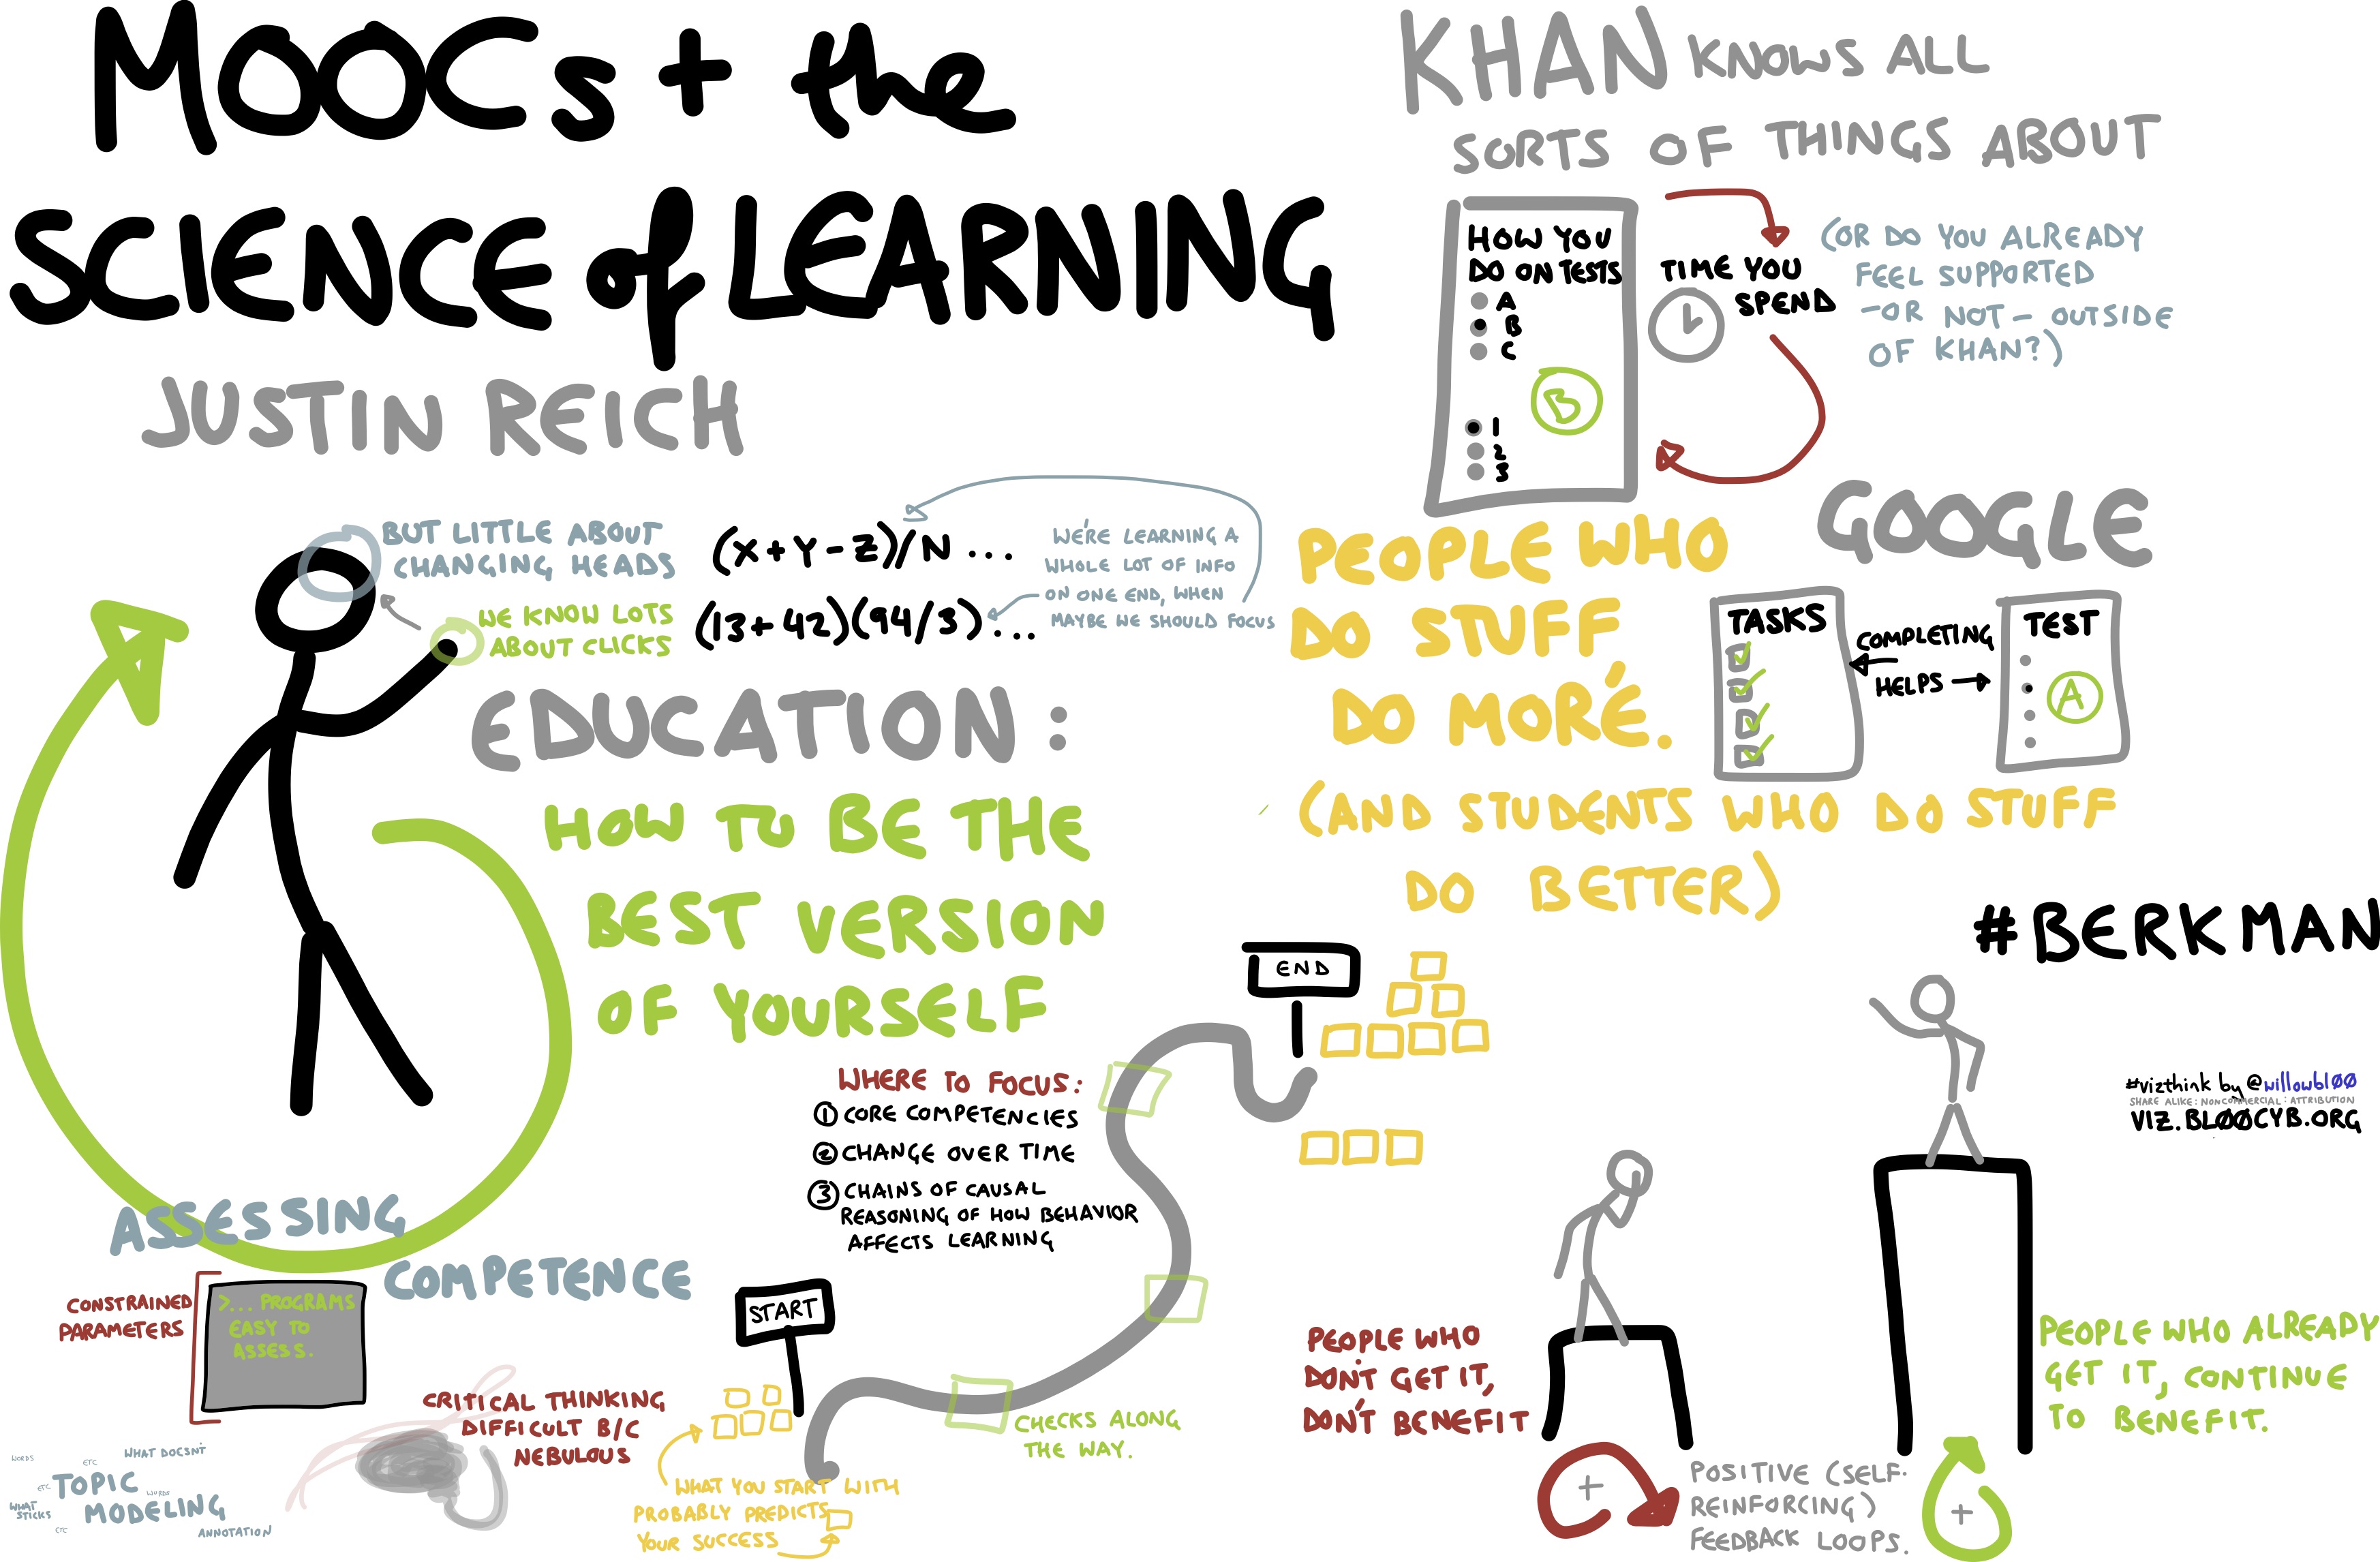 MOOCs + the
SCIENCE of LEARNING
JUSTIN REICH
BUT LITTLE ABOUT
CHANGING HEADS
WE KNOW LOTS
ABOUT CLICKS
(X+Y-Z)/N ...
(13+42)(94/3)...
WE'RE LEARNING A
WHOLE LOT OF INFO
ON ONE END, WHEN
MAYBE WE SHOULD FOCUS
EDUCATION:
HOW TO BE THE
BEST VERSION
OF YOURSELF
KHAN KNOWS ALL
SORTS OF THINGS ABOUT
HOW YOU
DO ON TESTS
A
B
C
B
1
2
3
TIME YOU
SPEND
(OR DO YOU ALREADY
FEEL SUPPORTED
-OR NOT- OUTSIDE
OF KHAN?)
PEOPLE WHO
DO STUFF,
DO MORE.
(AND STUDENTS WHO DO STUFF
DO BETTER)
GOOGLE
TASKS
COMPLETING
HELPS
TEST
A
#BERKMAN
#vizthink by @willowbl00
SHARE ALIKE: NONCOMMERCIAL: ATTRIBUTION
VIZ.BLØØCYB.ORG
ASSESSING
COMPETENCE
CONSTRAINED
PARAMETERS
>... PROGRAMS
EASY TO
ASSESS.
CRITICAL THINKING
DIFFICULT B/C
NEBULOUS
WORDS
ETC
WHAT DOESN'T
ETC
TOPIC
WORDS
MODELING
WHAT
STICKS
ETC
ANNOTATION
WHERE TO FOCUS:
① CORE COMPETENCIES
② CHANGE OVER TIME
③ CHAINS OF CAUSAL
REASONING OF HOW BEHAVIOR
AFFECTS LEARNING
START
END
CHECKS ALONG
THE WAY.
WHAT YOU START WITH
PROBABLY PREDICTS
YOUR SUCCESS
PEOPLE WHO
DON'T GET IT,
DON'T BENEFIT
+
POSITIVE (SELF-
REINFORCING)
FEEDBACK LOOPS.
PEOPLE WHO ALREADY
GET IT, CONTINUE
TO BENEFIT.
+